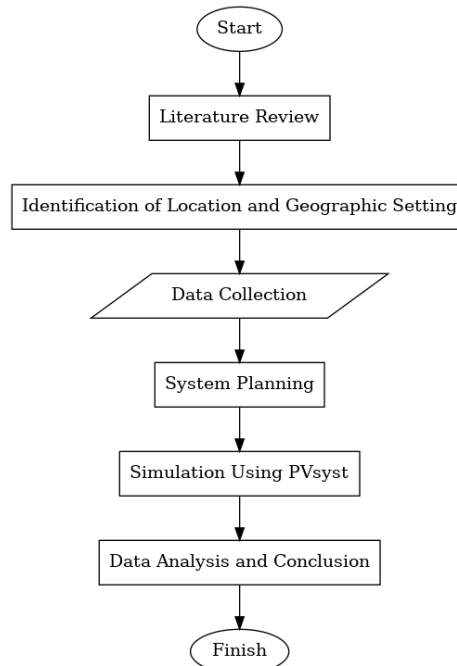 Start
Literature Review
Identification of Location and Geographic Setting
Data Collection
System Planning
Simulation Using PVsyst
Data Analysis and Conclusion
Finish